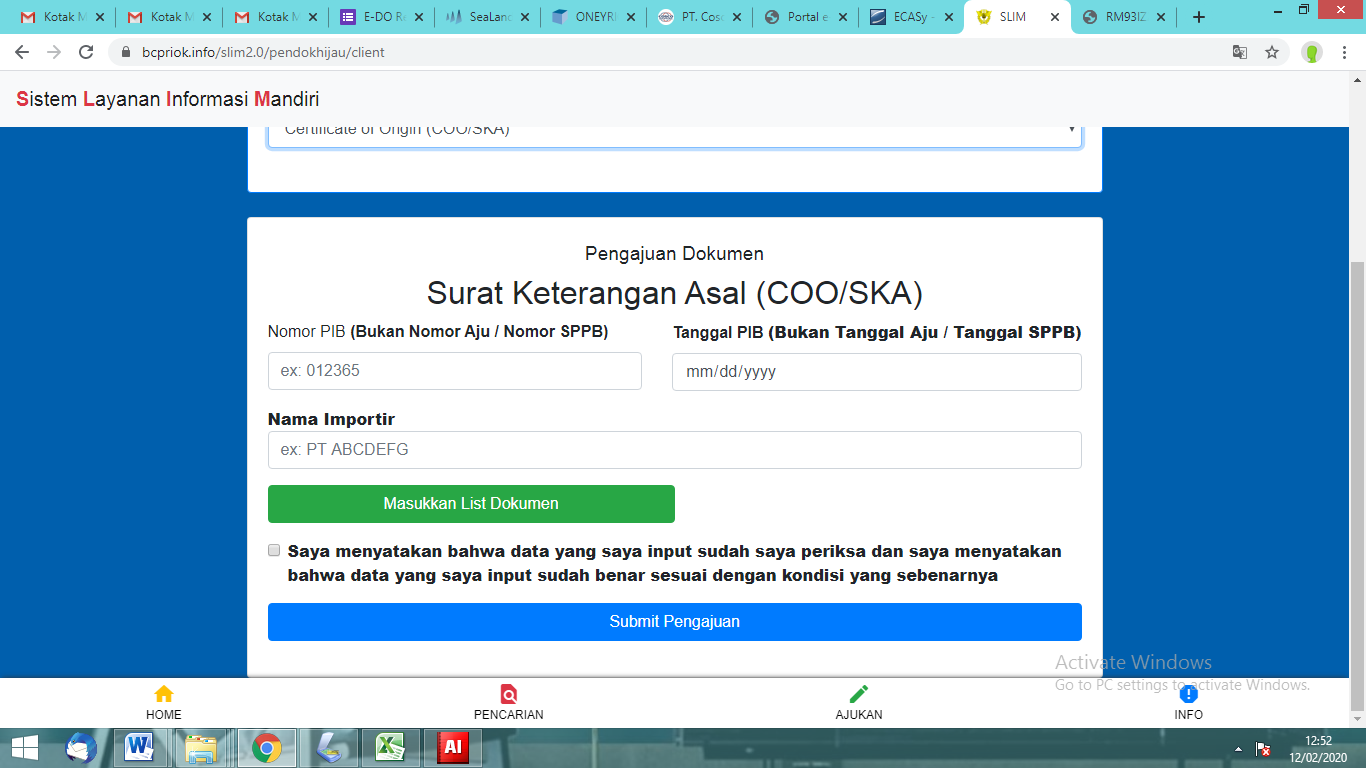 Kotak M
Kotak M
Kotak M
E-DO R
SeaLan
ONEYRI
PT. Cosc
Portal e
ECASy -
SLIM
RM93IZ
bcpriok.info/slim2.0/pendokhijau/client
Sistem Layanan Informasi Mandiri
Certificate of Origin (COO/SKA)
Pengajuan Dokumen
Surat Keterangan Asal (COO/SKA)
Nomor PIB (Bukan Nomor Aju / Nomor SPPB)
Tanggal PIB (Bukan Tanggal Aju / Tanggal SPPB)
ex: 012365
mm/dd/yyyy
Nama Importir
ex: PT ABCDEFG
Masukkan List Dokumen
Saya menyatakan bahwa data yang saya input sudah saya periksa dan saya menyatakan
bahwa data yang saya input sudah benar sesuai dengan kondisi yang sebenarnya
Submit Pengajuan
Activate Windows
Go to PC settings to activate Windows.
HOME
PENCARIAN
AJUKAN
INFO
AI
12:52
12/02/2020